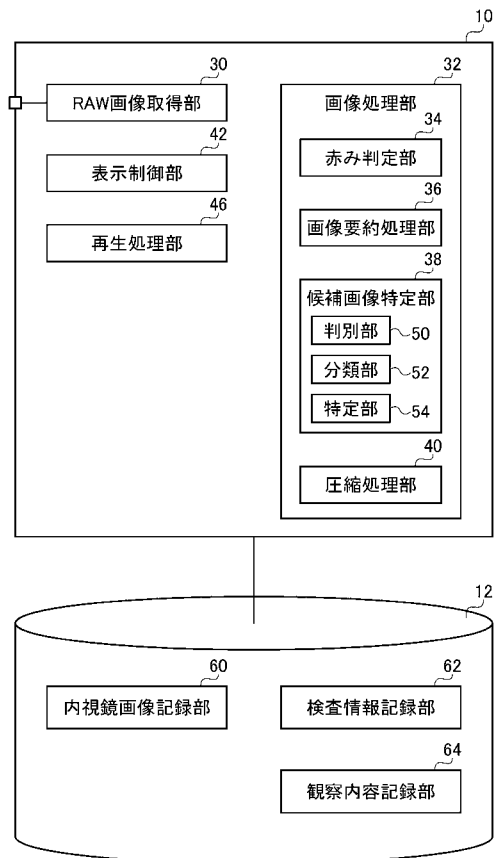 10
30
RAW画像取得部
42
表示制御部
46
再生処理部
32
画像処理部
34
赤み判定部
36
画像要約処理部
38
候補画像特定部
判別部 50
分類部 52
特定部 54
40
圧縮処理部
12
60
内視鏡画像記録部
62
検査情報記録部
64
観察内容記録部